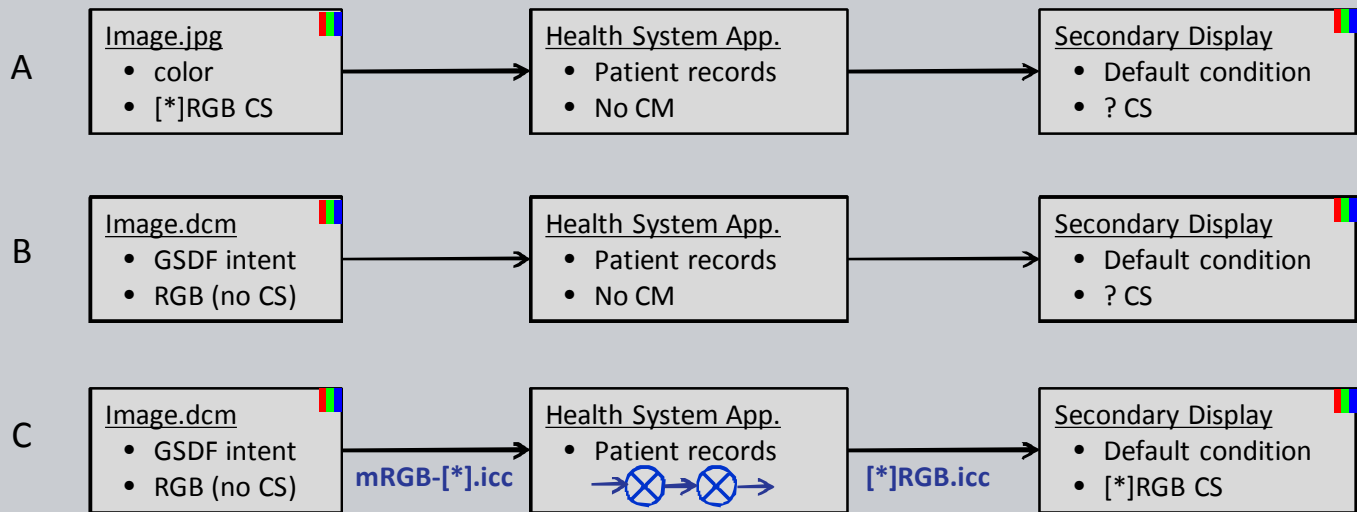 A
Image.jpg
• color
• [*]RGB CS
Health System App.
• Patient records
• No CM
Secondary Display
• Default condition
• ? CS
B
Image.dcm
• GSDF intent
• RGB (no CS)
Health System App.
• Patient records
• No CM
Secondary Display
• Default condition
• ? CS
C
Image.dcm
• GSDF intent
• RGB (no CS)
mRGB-[*].icc
Health System App.
• Patient records
[*]RGB.icc
Secondary Display
• Default condition
• [*]RGB CS